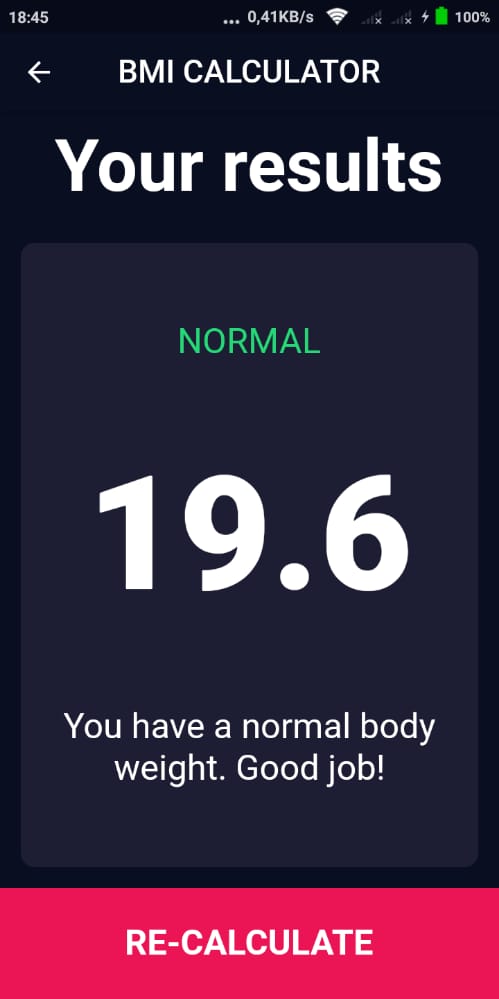 18:45 ... 0,41KB/s 100%
BMI CALCULATOR
Your results
NORMAL
19.6
You have a normal body
weight. Good job!
RE-CALCULATE